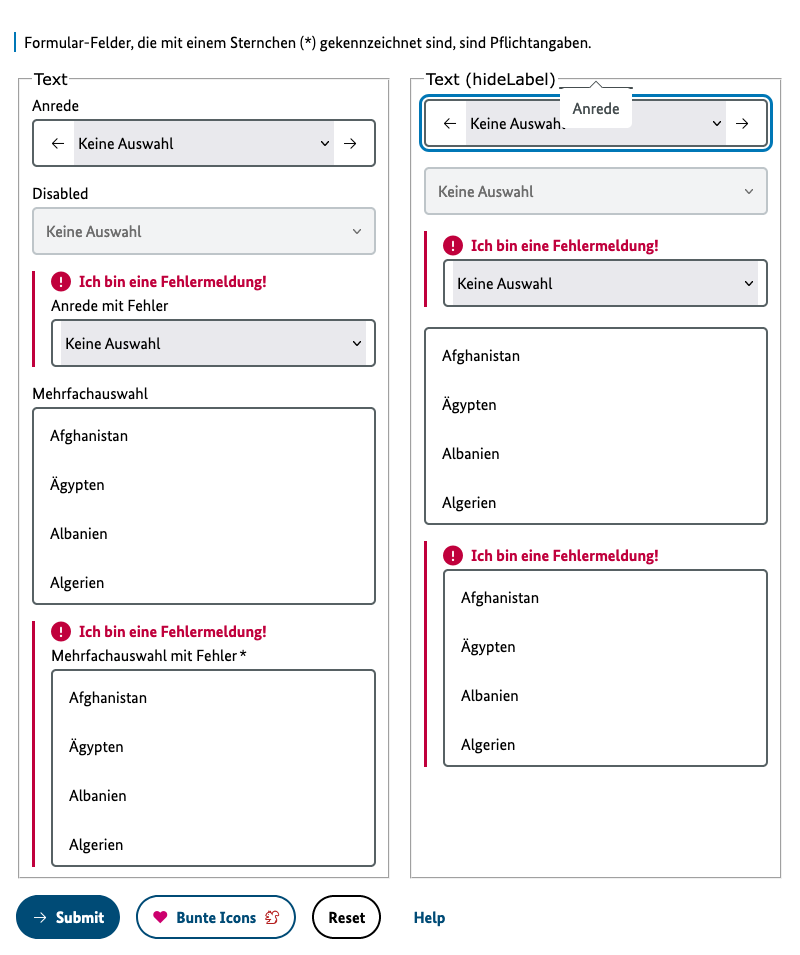 Formular-Felder, die mit einem Sternchen (*) gekennzeichnet sind, sind Pflichtangaben.
Text
Anrede
Keine Auswahl
Disabled
Keine Auswahl
Ich bin eine Fehlermeldung!
Anrede mit Fehler
Keine Auswahl
Mehrfachauswahl
Afghanistan
Ägypten
Albanien
Algerien
Ich bin eine Fehlermeldung!
Mehrfachauswahl mit Fehler*
Afghanistan
Ägypten
Albanien
Algerien
Text (hideLabel)
Anrede
Keine Auswahl
Keine Auswahl
Ich bin eine Fehlermeldung!
Keine Auswahl
Afghanistan
Ägypten
Albanien
Algerien
Ich bin eine Fehlermeldung!
Afghanistan
Ägypten
Albanien
Algerien
Submit
Bunte Icons
Reset
Help